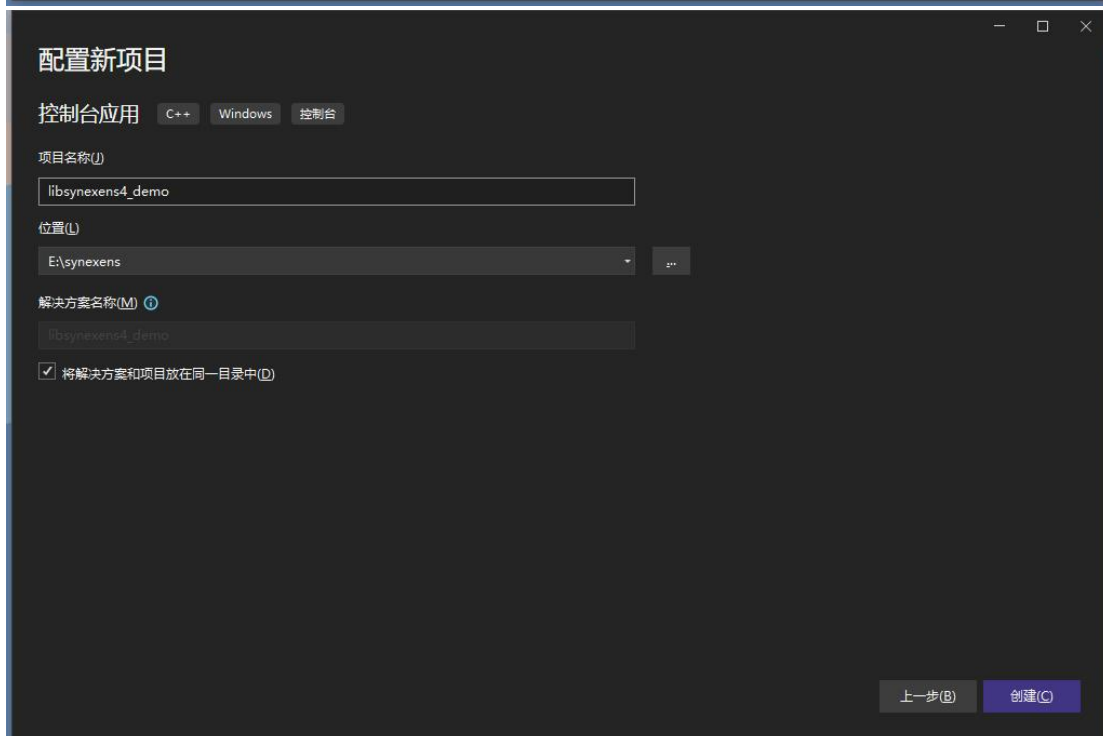 配置新项目
控制台应用 C++ Windows 控制台
项目名称(J)
libsynexens4_demo
位置(L)
E:\synexens
...
解决方案名称(M)
libsynexens4_demo
将解决方案和项目放在同一目录中(D)
上一步(B) 创建(C)